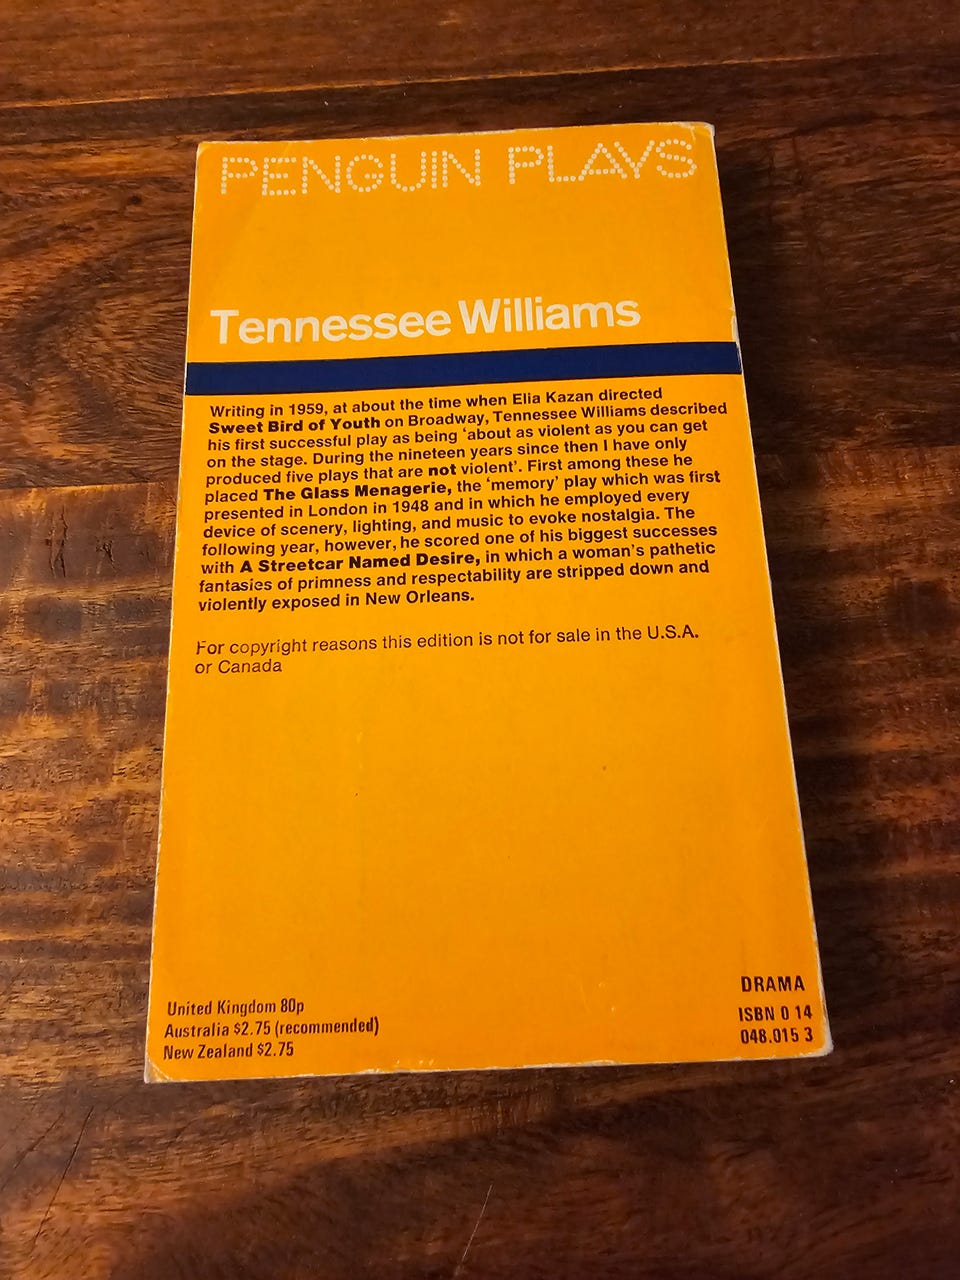 PENGUIN PLAYS
Tennessee Williams
Writing in 1959, at about the time when Elia Kazan directed
Sweet Bird of Youth on Broadway, Tennessee Williams described
his first successful play as being ‘about as violent as you can get
on the stage. During the nineteen years since then I have only
produced five plays that are not violent’. First among these he
placed The Glass Menagerie, the ‘memory’ play which was first
presented in London in 1948 and in which he employed every
device of scenery, lighting, and music to evoke nostalgia. The
following year, however, he scored one of his biggest successes
with A Streetcar Named Desire, in which a woman’s pathetic
fantasies of primness and respectability are stripped down and
violently exposed in New Orleans.
For copyright reasons this edition is not for sale in the U.S.A.
or Canada
United Kingdom 80p
Australia $2.75 (recommended)
New Zealand $2.75
DRAMA
ISBN 0 14
048.015 3